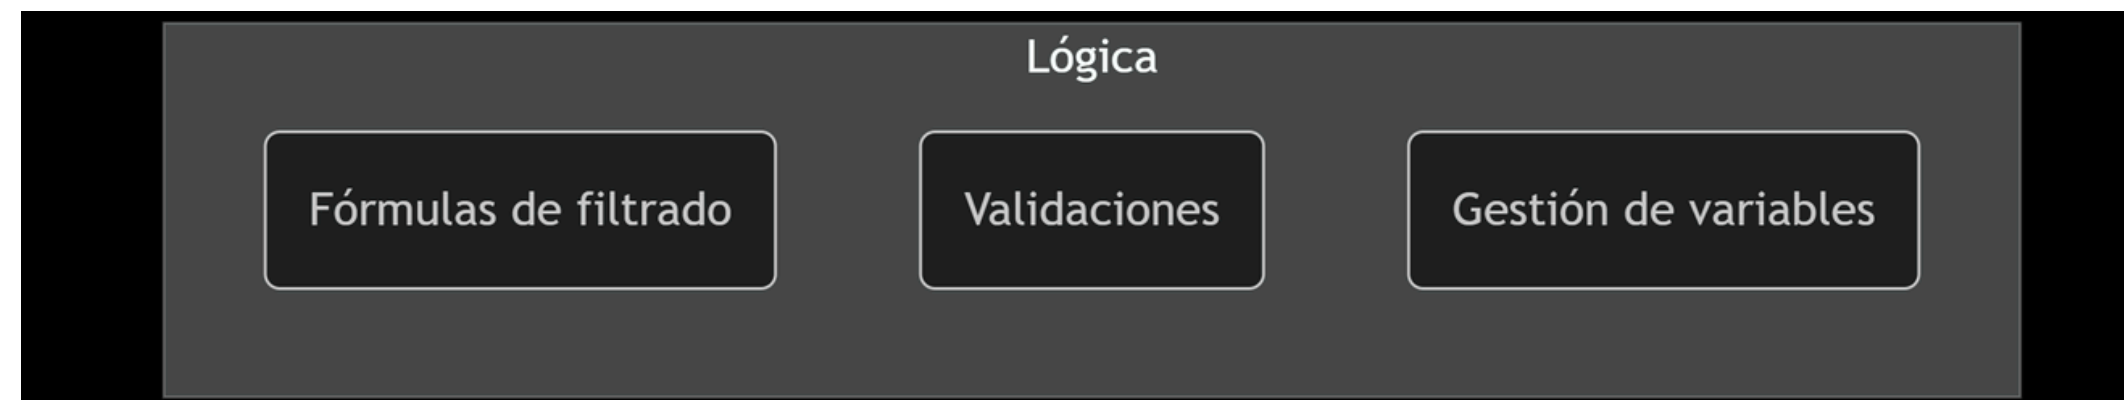 Lógica
Fórmulas de filtrado
Validaciones
Gestión de variables